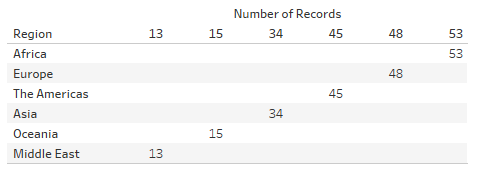 Number of Records
Region 13 15 34 45 48 53
Africa 53
Europe 48
The Americas 45
Asia 34
Oceania 15
Middle East 13